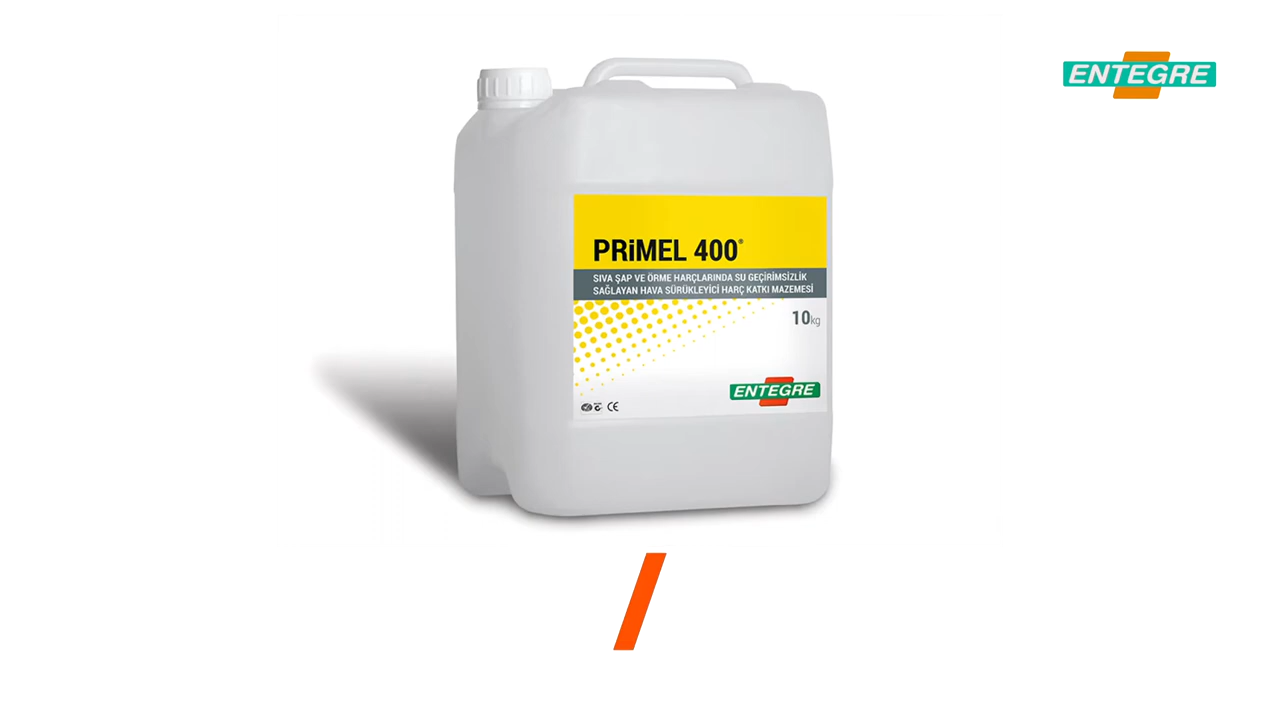 ENTEGRE
PRiMEL 400®
SIVA ŞAP VE ÖRME HARÇLARINDA SU GEÇİRİMSİZLİK
SAĞLAYAN HAVA SÜRÜKLEYİCİ HARÇ KATKI MAZEMESİ
10kg
ENTEGRE
CE